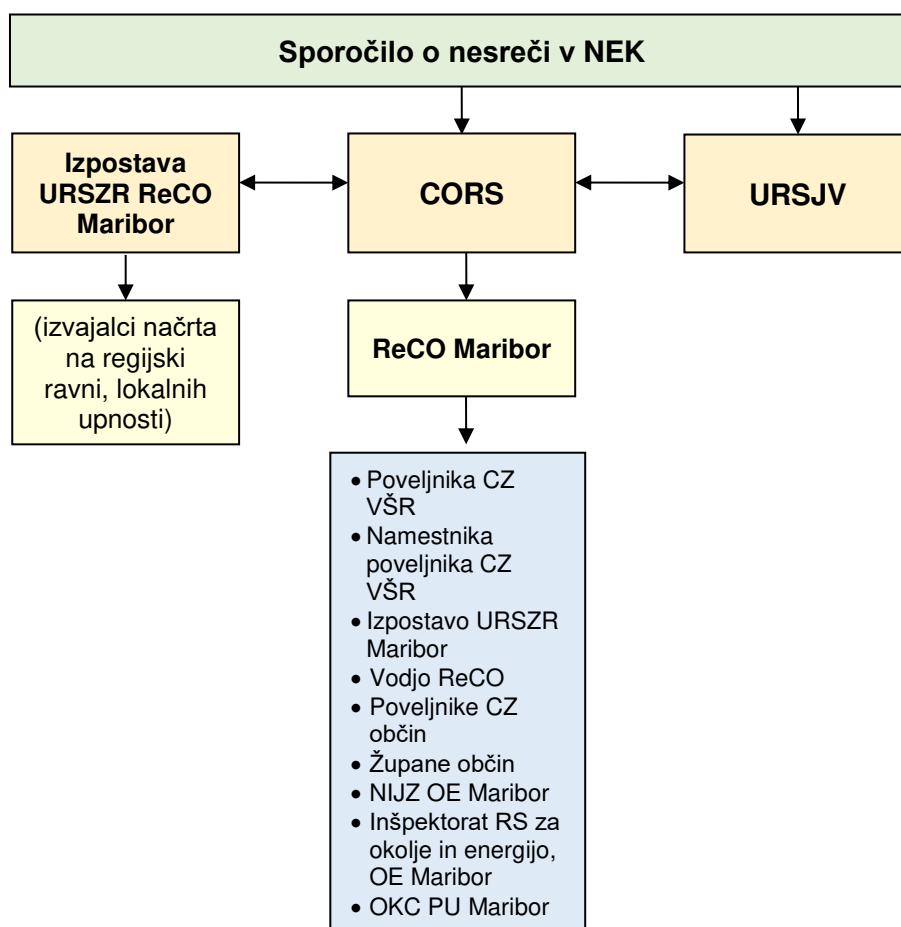 Sporočilo o nesreči v NEK
Izpostava
URSZR ReCO
Maribor
CORS
URSJV
(izvajalci načrta
na regijski
ravni, lokalnih
upnosti)
ReCO Maribor
• Poveljnika CZ
VŠR
• Namestnika
poveljnika CZ
VŠR
• Izpostavo URSZR
Maribor
• Vodjo ReCO
• Poveljnike CZ
občin
• Župane občin
• NIJZ OE Maribor
• Inšpektorat RS za
okolje in energijo,
OE Maribor
• OKC PU Maribor